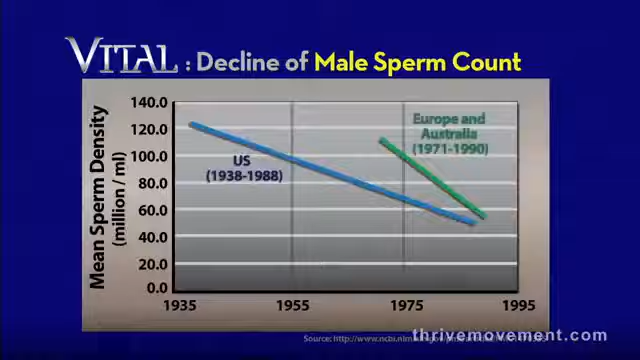 VITAL : Decline of Male Sperm Count
Mean Sperm Density
(million / ml)
140.0
120.0
100.0
80.0
60.0
40.0
20.0
0.0
US
(1938-1988)
Europe and
Australia
(1971-1990)
1935
1955
1975
1995
Source: http://www.ncbi.nlm.
thrivemovement.com